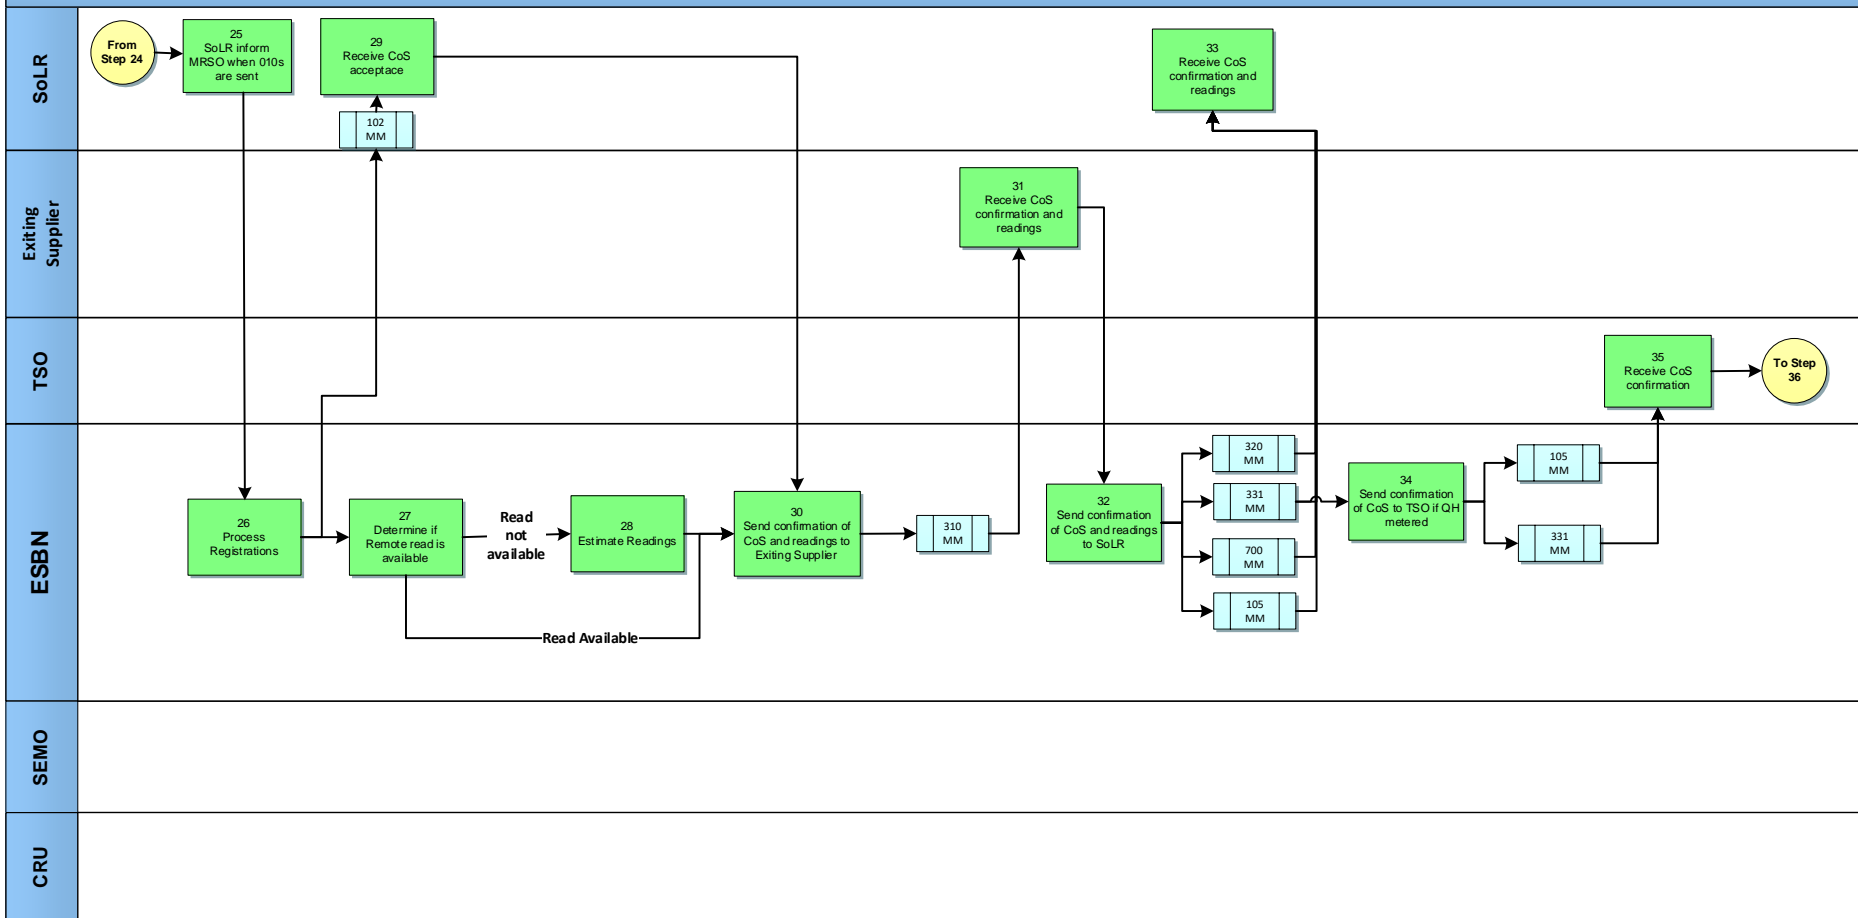 SoLR
From
Step 24
25
SoLR inform
MRSO when 010s
are sent
29
Receive CoS
acceptace
102
MM
33
Receive CoS
confirmation and
readings
Exiting
Supplier
31
Receive CoS
confirmation and
readings
TSO
35
Receive CoS
confirmation
To Step
36
ESBN
26
Process
Registrations
27
Determine if
Remote read is
available
Read
not
available
28
Estimate Readings
Read Available
30
Send confirmation of
CoS and readings to
Exiting Supplier
310
MM
32
Send confirmation
of CoS and readings
to SoLR
320
MM
331
MM
700
MM
105
MM
34
Send confirmation
of CoS to TSO if QH
metered
105
MM
331
MM
SEMO
CRU